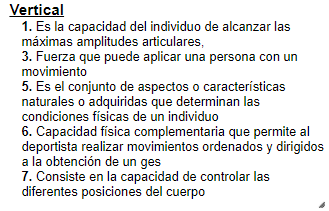 Vertical
1. Es la capacidad del individuo de alcanzar las
máximas amplitudes articulares,
3. Fuerza que puede aplicar una persona con un
movimiento
5. Es el conjunto de aspectos o características
naturales o adquiridas que determinan las
condiciones físicas de un individuo
6. Capacidad física complementaria que permite al
deportista realizar movimientos ordenados y dirigidos
a la obtención de un ges
7. Consiste en la capacidad de controlar las
diferentes posiciones del cuerpo